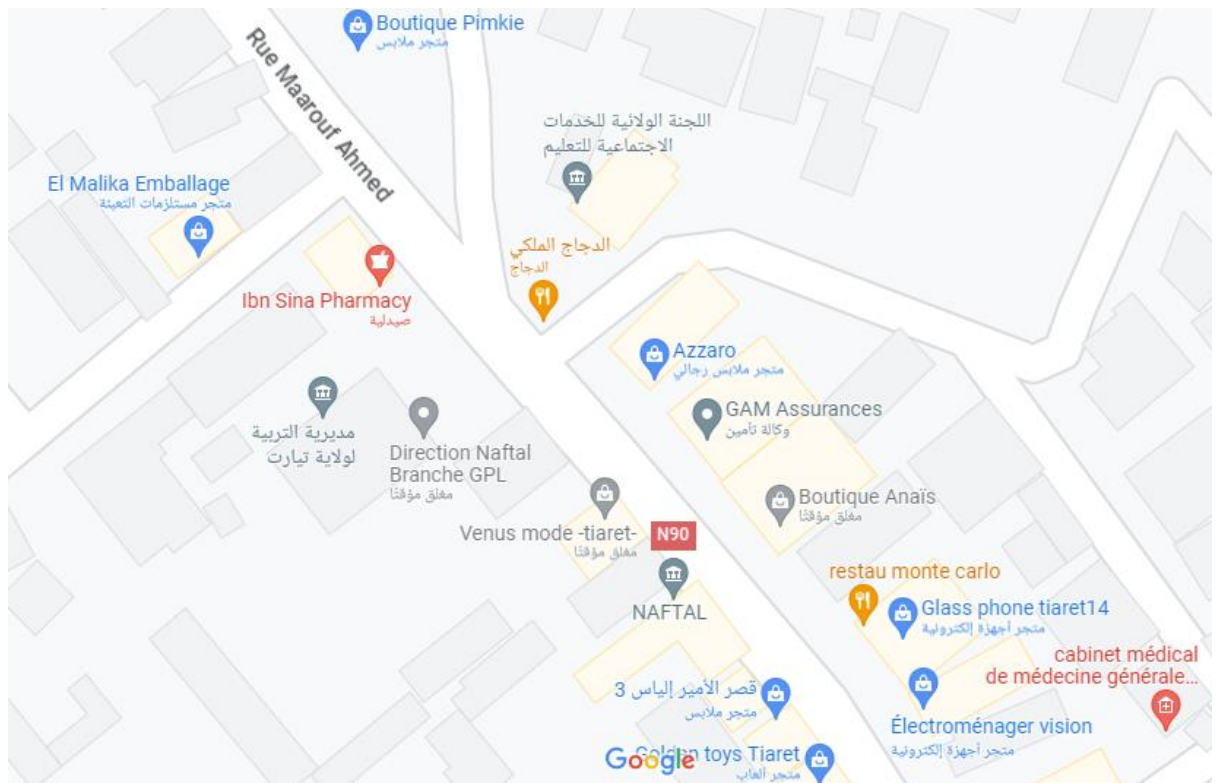 Boutique Pimkie
متجر ملابس
Rue Maarouf Ahmed
اللجنة الولائية للخدمات
الاجتماعية للتعليم
El Malika Emballage
متجر مستلزمات التعبئة
الدجاج الملكي
الدجاج
Ibn Sina Pharmacy
صيدلية
Azzaro
متجر ملابس رجالي
GAM Assurances
وكالة تأمين
مديرية التربية
لولاية تيارت
Direction Naftal
Branche GPL
مغلق مؤقتًا
Boutique Anaïs
مغلق مؤقتًا
Venus mode -tiaret-
مغلق مؤقتًا
N90
restau monte carlo
NAFTAL
Glass phone tiaret14
متجر أجهزة إلكترونية
cabinet médical
de médecine générale...
قصر الأمير إلياس 3
متجر ملابس
Électroménager vision
متجر أجهزة إلكترونية
Golden toys Tiaret
متجر ألعاب
Google